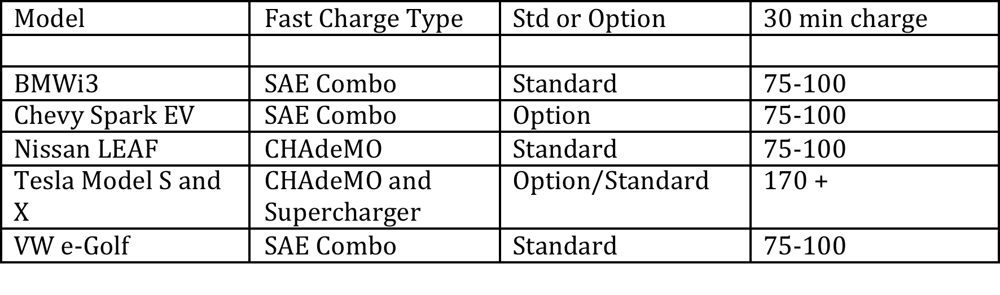 Model Fast Charge Type Std or Option 30 min charge
BMWi3 SAE Combo Standard 75-100
Chevy Spark EV SAE Combo Option 75-100
Nissan LEAF CHAdeMO Standard 75-100
Tesla Model S and CHAdeMO and Option/Standard 170 +
X Supercharger
VW e-Golf SAE Combo Standard 75-100